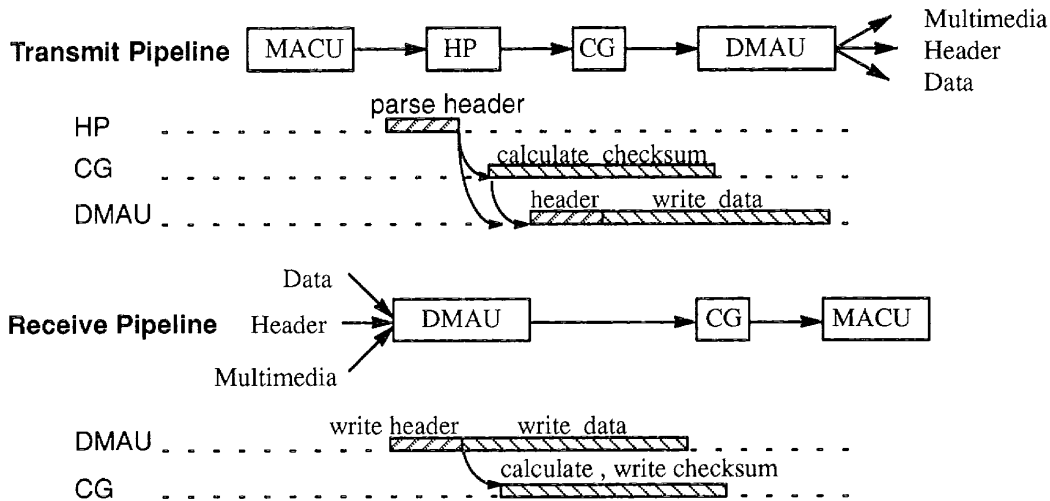 Transmit Pipeline MACU HP CG DMAU Multimedia
Header
Data
parse header
HP
calculate checksum
CG
header write data
DMAU
Data
Receive Pipeline Header DMAU CG MACU
Multimedia
write header write data
DMAU
calculate , write checksum
CG